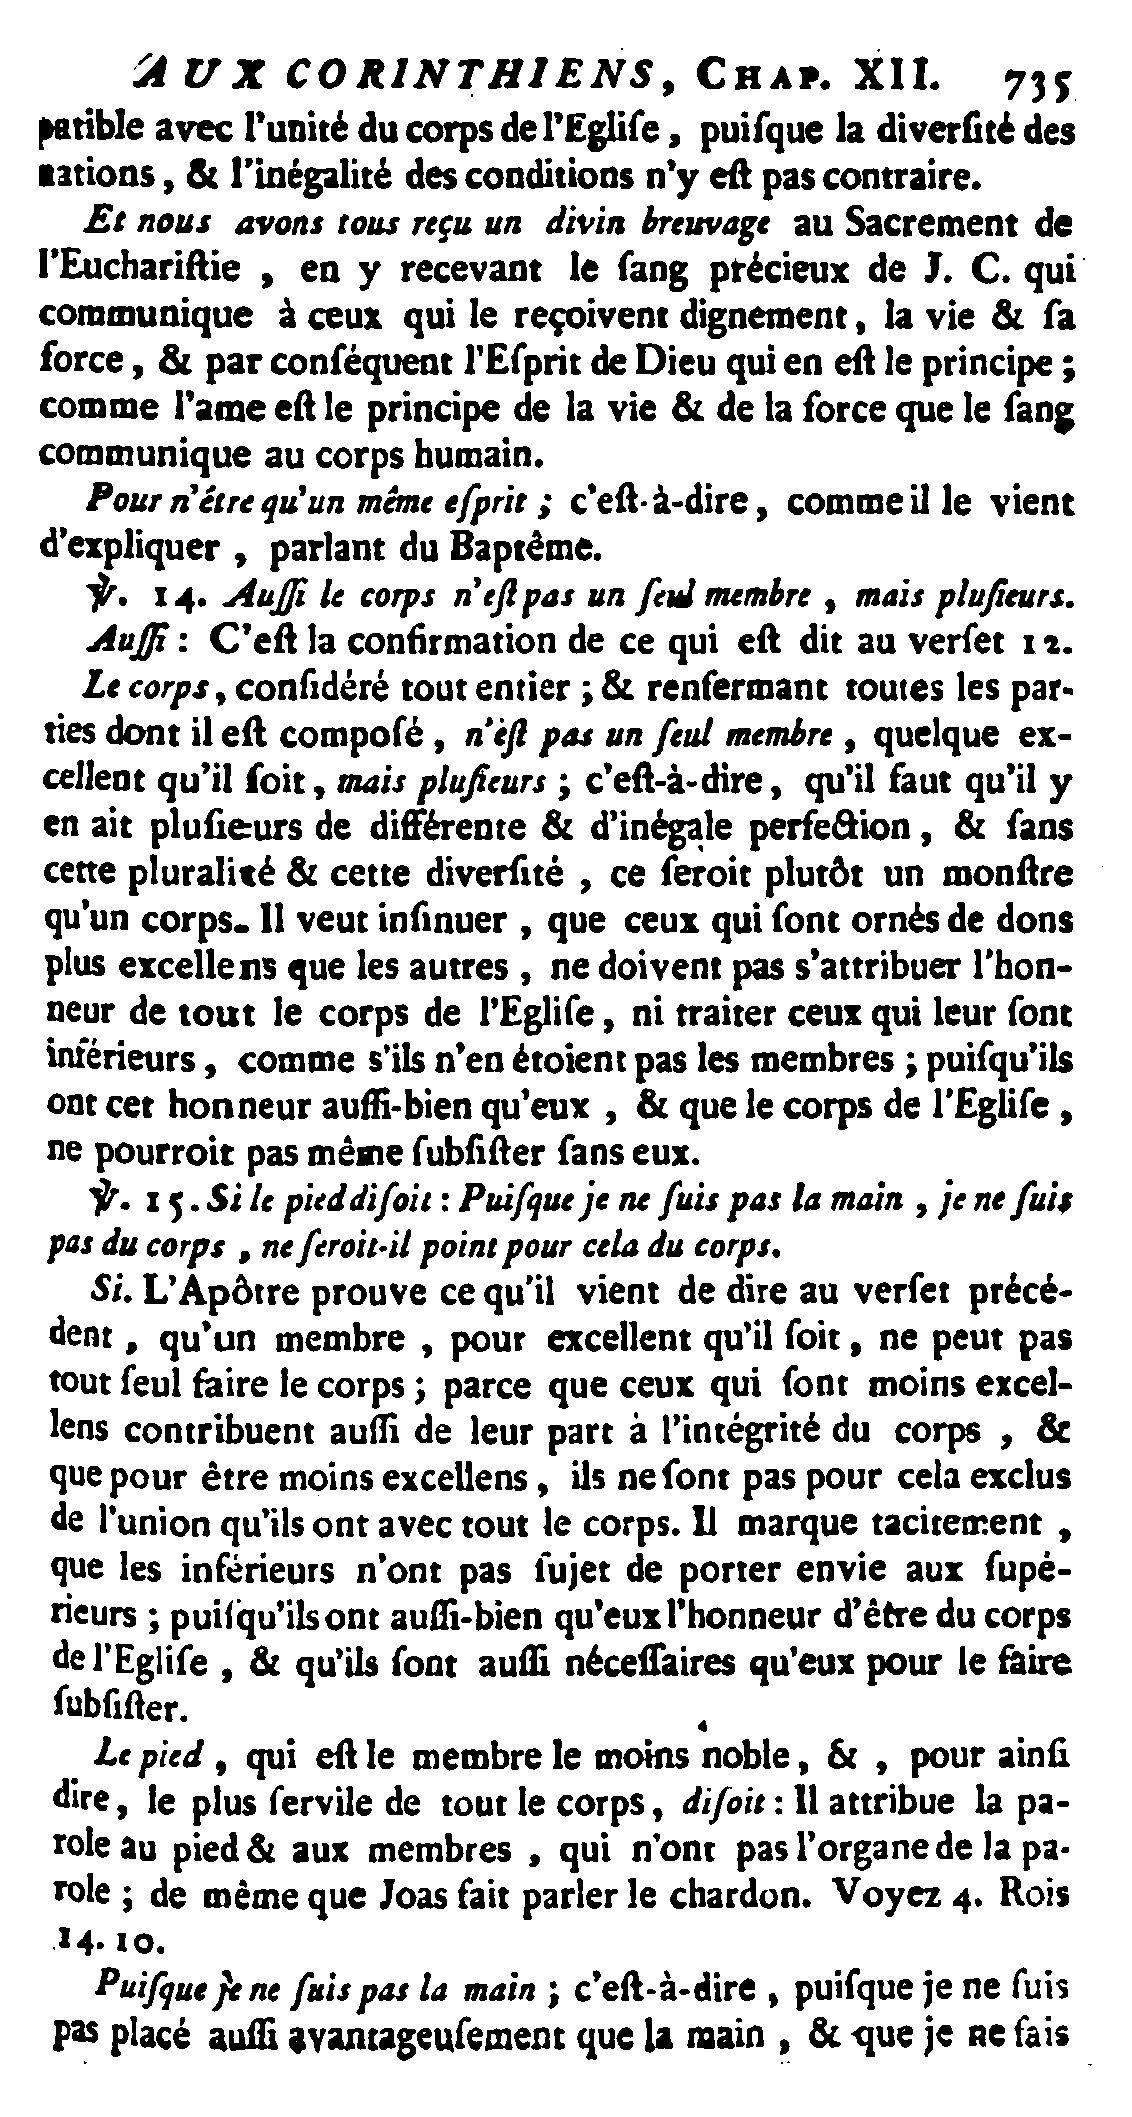 AUX CORINTHIENS, CHAP. XII. 735
patible avec l'unité du corps de l'Egliſe, puiſque la diverſité des
nations, & l'inégalité des conditions n'y eſt pas contraire.
Et nous avons tous reçu un divin breuvage au Sacrement de
l'Euchariſtie, en y recevant le ſang précieux de J. C. qui
communique à ceux qui le reçoivent dignement, la vie & ſa
force, & par conſéquent l'Eſprit de Dieu qui en eſt le principe;
comme l'ame eſt le principe de la vie & de la force que le ſang
communique au corps humain.
Pour n'étre qu'un même eſprit; c'eſt-à-dire, comme il le vient
d'expliquer, parlant du Baptême.
℣. 14. Auſſi le corps n'eſt pas un ſeul membre, mais pluſieurs.
Auſſi: C'eſt la confirmation de ce qui eſt dit au verſet 12.
Le corps, conſidéré tout entier; & renfermant toutes les par-
ties dont il eſt compoſé, n'eſt pas un ſeul membre, quelque ex-
cellent qu'il ſoit, mais pluſieurs; c'eſt-à-dire, qu'il faut qu'il y
en ait pluſieurs de différente & d'inégale perfection, & ſans
cette pluralité & cette diverſité, ce ſeroit plutôt un monſtre
qu'un corps. Il veut inſinuer, que ceux qui ſont ornés de dons
plus excellens que les autres, ne doivent pas s'attribuer l'hon-
neur de tout le corps de l'Egliſe, ni traiter ceux qui leur ſont
inférieurs, comme s'ils n'en étoient pas les membres; puiſqu'ils
ont cet honneur auſſi-bien qu'eux, & que le corps de l'Egliſe,
ne pourroit pas même ſubſiſter ſans eux.
℣. 15. Si le pied diſoit: Puiſque je ne ſuis pas la main, je ne ſuis
pas du corps, ne ſeroit-il point pour cela du corps.
Si. L'Apôtre prouve ce qu'il vient de dire au verſet précé-
dent, qu'un membre, pour excellent qu'il ſoit, ne peut pas
tout ſeul faire le corps; parce que ceux qui ſont moins excel-
lens contribuent auſſi de leur part à l'intégrité du corps, &
que pour être moins excellens, ils ne ſont pas pour cela exclus
de l'union qu'ils ont avec tout le corps. Il marque tacitement,
que les inférieurs n'ont pas ſujet de porter envie aux ſupé-
rieurs; puiſqu'ils ont auſſi-bien qu'eux l'honneur d'être du corps
de l'Egliſe, & qu'ils ſont auſſi néceſſaires qu'eux pour le faire
ſubſiſter.
Le pied, qui eſt le membre le moins noble, &, pour ainſi
dire, le plus ſervile de tout le corps, diſoit: Il attribue la pa-
role au pied & aux membres, qui n'ont pas l'organe de la pa-
role; de même que Joas fait parler le chardon. Voyez 4. Rois
14. 10.
Puiſque je ne ſuis pas la main; c'eſt-à-dire, puiſque je ne ſuis
pas placé auſſi avantageuſement que la main, & que je ne fais